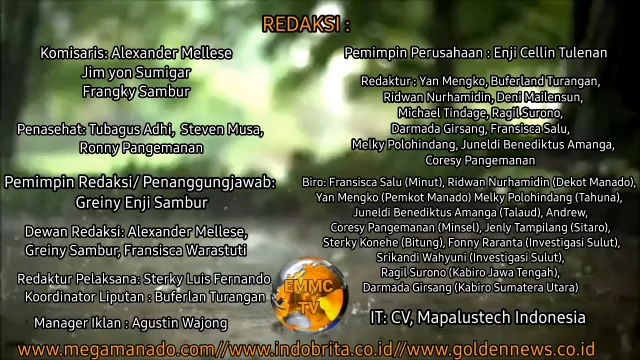 REDAKSI :
Komisaris: Alexander Mellese
Jim yon Sumigar
Frangky Sambur
Penasehat: Tubagus Adhi, Steven Musa,
Ronny Pangemanan
Pemimpin Redaksi/ Penanggungjawab:
Greiny Enji Sambur
Dewan Redaksi: Alexander Mellese,
Greiny Sambur, Fransisca Warastuti
Redaktur Pelaksana: Sterky Luis Fernando
Koordinator Liputan : Buferlan Turangan
Manager Iklan : Agustin Wajong
Pemimpin Perusahaan : Enji Cellin Tulenan
Redaktur : Yan Mengko, Buferland Turangan,
Ridwan Nurhamidin, Deni Mailensun,
Michael Tindage, Ragil Surono,
Darmada Girsang, Fransisca Salu,
Melky Polohindang, Juneldi Benediktus Amanga,
Coresy Pangemanan
Biro: Fransisca Salu (Minut), Ridwan Nurhamidin (Dekot Manado),
Yan Mengko (Pemkot Manado) Melky Polohindang (Tahuna),
Juneldi Benediktus Amanga (Talaud), Andrew,
Coresy Pangemanan (Minsel), Jenly Tampilang (Sitaro),
Sterky Konehe (Bitung), Fonny Raranta (Investigasi Sulut),
Srikandi Wahyuni (Investigasi Sulut),
Ragil Surono (Kabiro Jawa Tengah),
Darmada Girsang (Kabiro Sumatera Utara)
EMMC
TV
IT: CV, Mapalustech Indonesia
www.megamanado.com//www.indobrita.co.id//www.goldennews.co.id